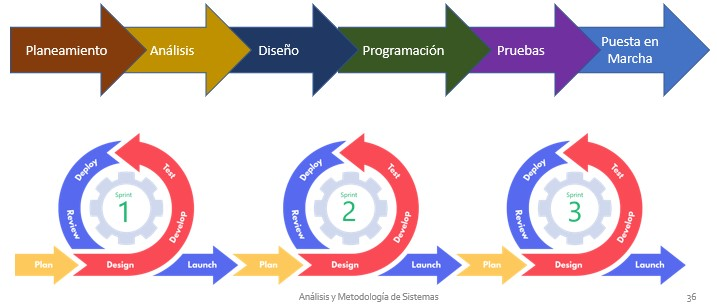 Planeamiento
Análisis
Diseño
Programación
Pruebas
Puesta en
Marcha
Plan
Design
Develop
Test
Deploy
Review
Sprint
1
Launch
Plan
Design
Develop
Test
Deploy
Review
Sprint
2
Launch
Plan
Design
Develop
Test
Deploy
Review
Sprint
3
Launch
Análisis y Metodología de Sistemas
36